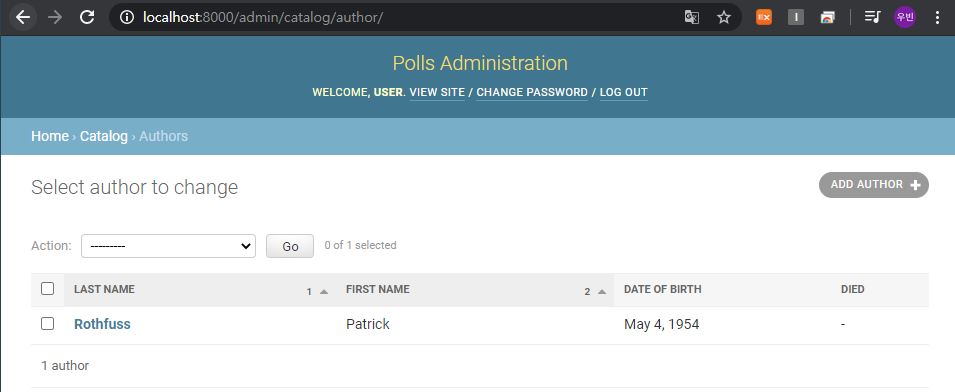 localhost:8000/admin/catalog/author/
EX
I
우빈
Polls Administration
WELCOME, USER. VIEW SITE / CHANGE PASSWORD / LOG OUT
Home › Catalog › Authors
Select author to change
ADD AUTHOR +
Action: --------- Go 0 of 1 selected
LAST NAME 1 FIRST NAME 2 DATE OF BIRTH DIED
Rothfuss Patrick May 4, 1954 -
1 author